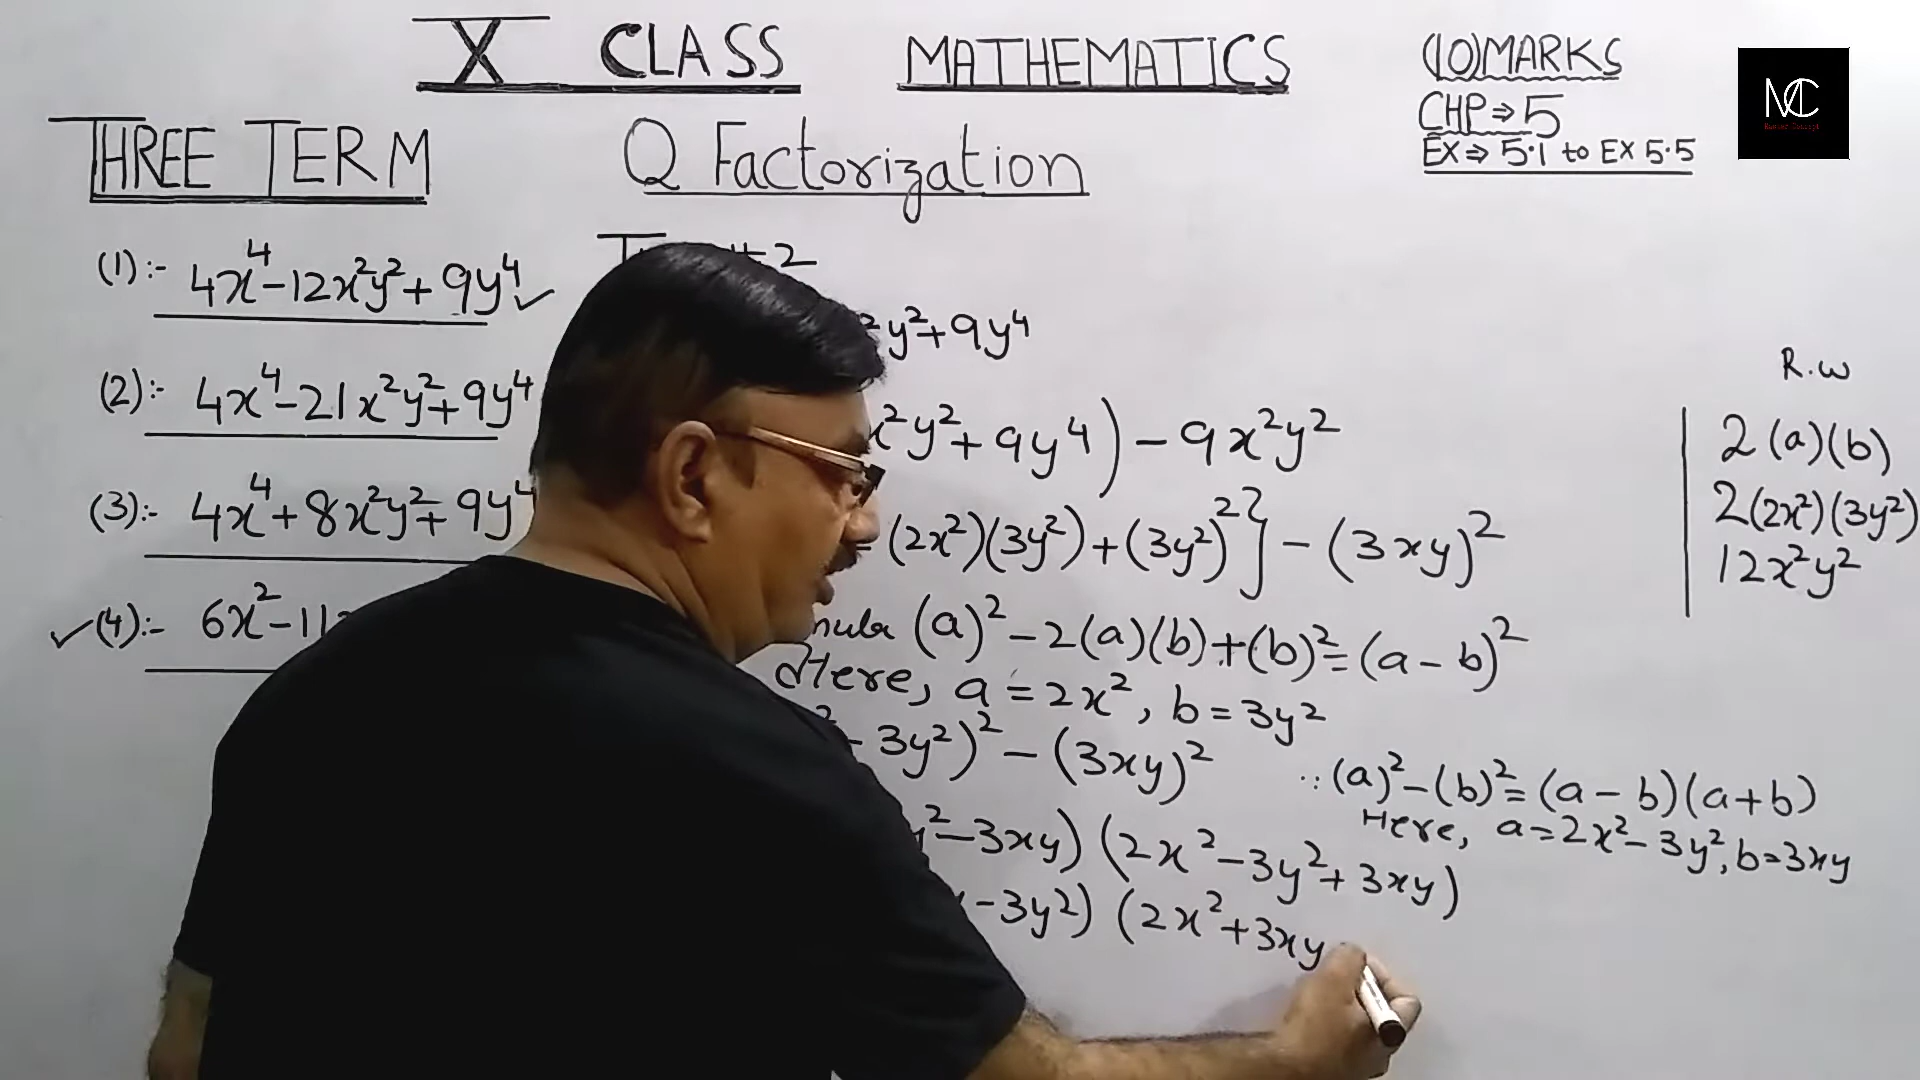 X CLASS MATHEMATICS
(10) MARKS
CHP ⇒ 5
EX ⇒ 5.1 to EX 5.5
MC
THREE TERM
Q Factorization
(1):- 4x⁴-12x²y²+9y⁴ ✓
(2):- 4x⁴-21x²y²+9y⁴
(3):- 4x⁴+8x²y²+9y⁴
✓(4):- 6x²-11
2
y²+9y⁴
x²y²+9y⁴)-9x²y²
(2x²)(3y²)+(3y²)²}-(3xy)²
(a)²-2(a)(b)+(b)²=(a-b)²
Here, a=2x², b=3y²
-3y²)²-(3xy)²
∵(a)²-(b)²=(a-b)(a+b)
Here, a=2x²-3y², b=3xy
y²-3xy)(2x²-3y²+3xy)
-3y²)(2x²+3xy
R.w
2(a)(b)
2(2x²)(3y²)
12x²y²